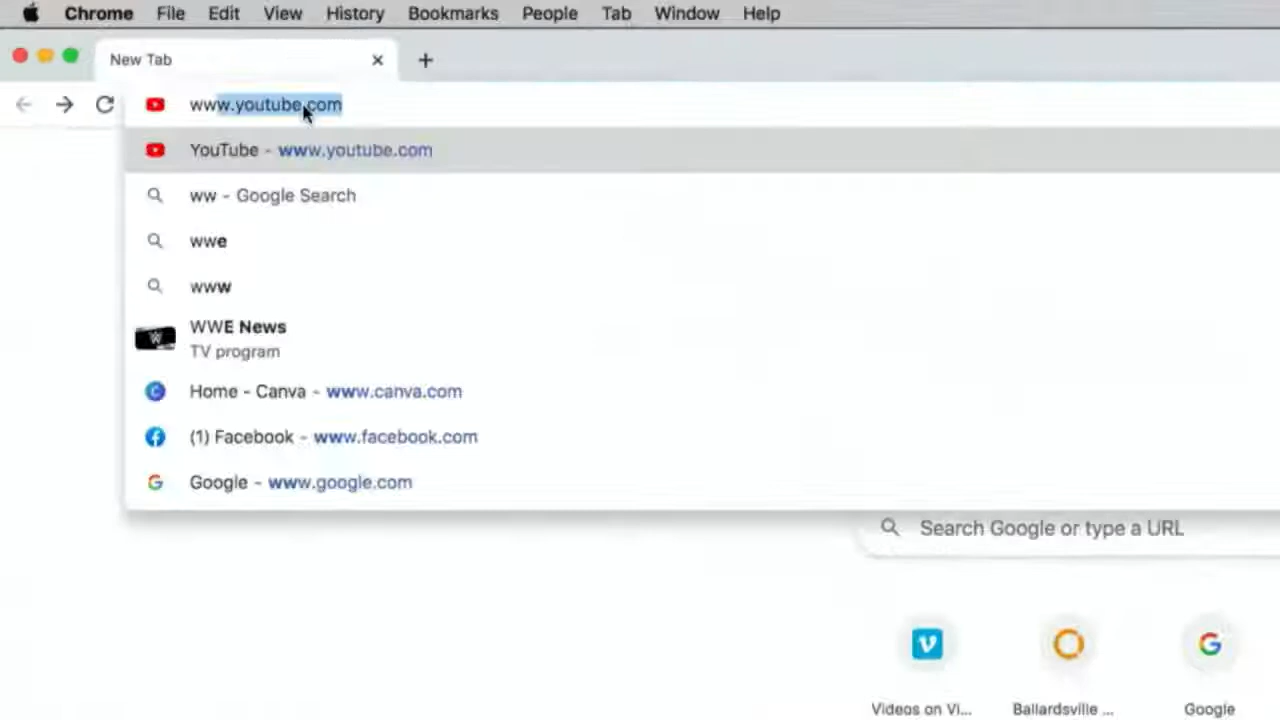 Chrome File Edit View History Bookmarks People Tab Window Help
New Tab
www.youtube.com
YouTube - www.youtube.com
ww - Google Search
wwe
www
WWE News
TV program
Home - Canva - www.canva.com
(1) Facebook - www.facebook.com
Google - www.google.com
Search Google or type a URL
Videos on Vi... Ballardsville ... Google